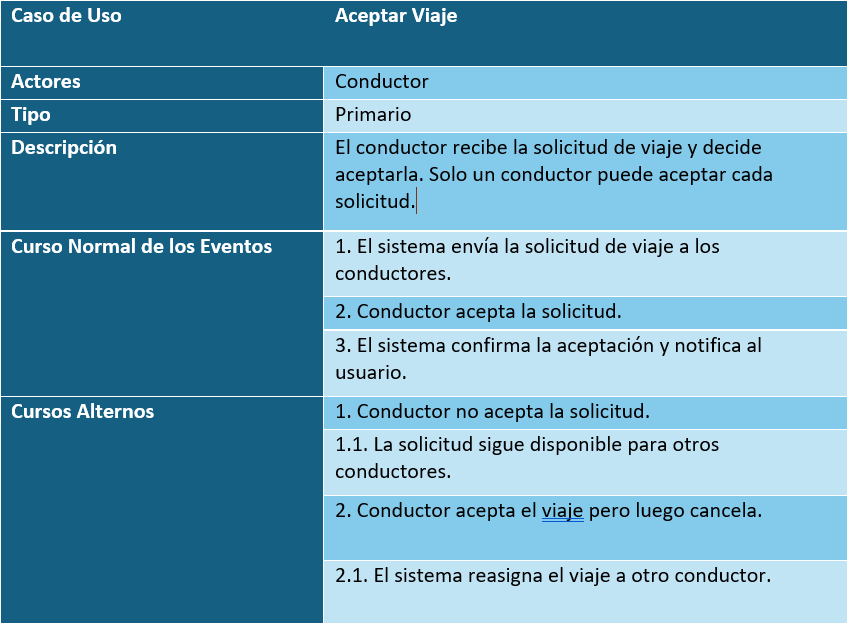 Caso de Uso
Aceptar Viaje
Actores
Conductor
Tipo
Primario
Descripción
El conductor recibe la solicitud de viaje y decide
aceptarla. Solo un conductor puede aceptar cada
solicitud.
Curso Normal de los Eventos
1. El sistema envía la solicitud de viaje a los
conductores.
2. Conductor acepta la solicitud.
3. El sistema confirma la aceptación y notifica al
usuario.
Cursos Alternos
1. Conductor no acepta la solicitud.
1.1. La solicitud sigue disponible para otros
conductores.
2. Conductor acepta el viaje pero luego cancela.
2.1. El sistema reasigna el viaje a otro conductor.